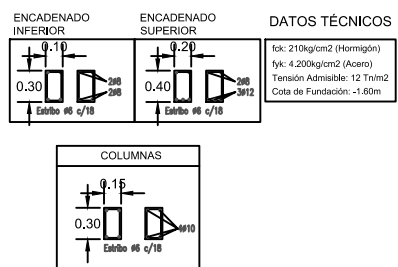 ENCADENADO
INFERIOR
0.10
0.30
2ø8
2ø8
Estribo ø6 c/18
ENCADENADO
SUPERIOR
0.20
0.40
2ø8
3ø12
Estribo ø6 c/18
DATOS TÉCNICOS
fck: 210kg/cm2 (Hormigón)
fyk: 4.200kg/cm2 (Acero)
Tensión Admisible: 12 Tn/m2
Cota de Fundación: -1.60m
COLUMNAS
0.15
0.30
4ø10
Estribo ø6 c/18